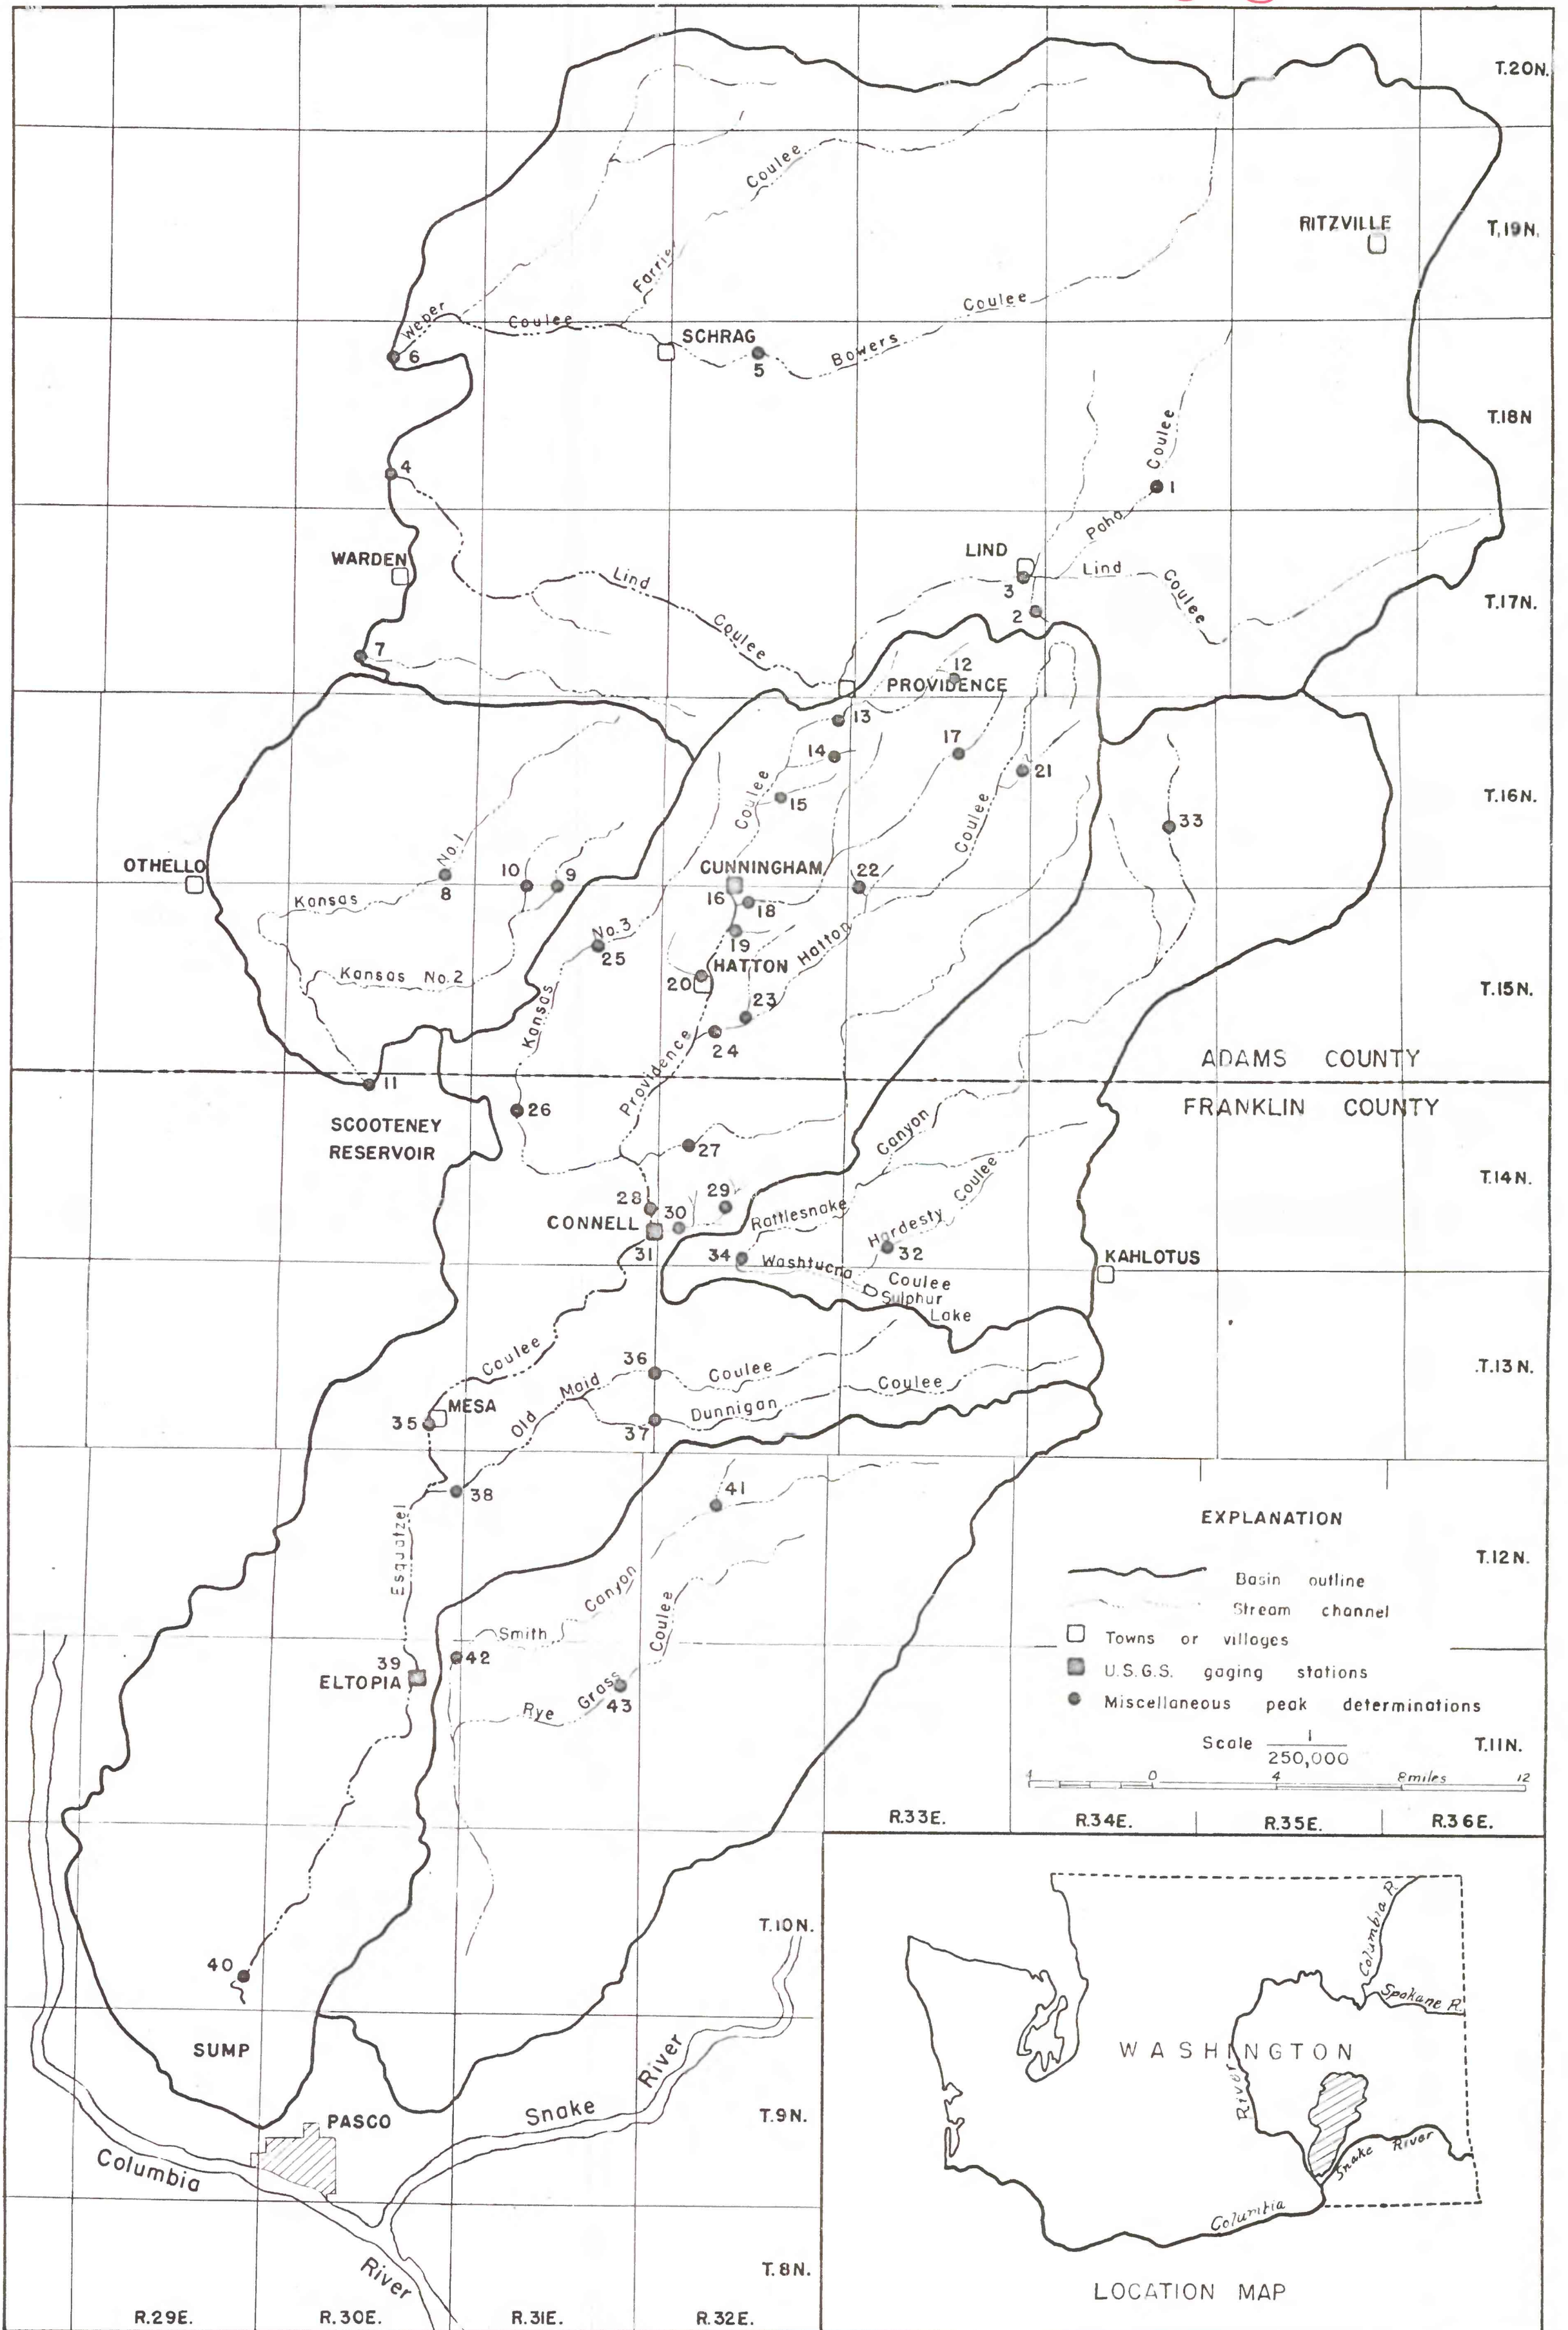 T.20N.
Coulee
RITZVILLE
T.19N.
Farrier
Weber
Coulee
Coulee
SCHRAG
Bowers
6
5
T.18N
Coulee
4
1
Paha
WARDEN
LIND
Lind
3
Lind
Coulee
Coulee
2
T.17N.
7
12
PROVIDENCE
13
14
17
21
Coulee
15
Coulee
T.16N.
33
No.1
OTHELLO
8
10
9
CUNNINGHAM
22
Kansas
16
18
No.3
25
19
Hatton
HATTON
Kansas No.2
20
T.15N.
Kansas
23
24
Providence
ADAMS COUNTY
11
26
FRANKLIN COUNTY
SCOOTENEY
RESERVOIR
Canyon
27
Coulee
T.14N.
28
29
30
CONNELL
Rattlesnake
Hardesty
31
34
Washtucna
32
KAHLOTUS
Coulee
Sulphur
Lake
Coulee
36
Maid
Coulee
Coulee
T.13N.
MESA
Old
Dunnigan
35
37
38
41
EXPLANATION
Esquatzel
T.12N.
Basin outline
Canyon
Stream channel
Coulee
Smith
Towns or villages
39
42
U.S.G.S. gaging stations
ELTOPIA
Rye Grass
43
Miscellaneous peak determinations
Scale 1
250,000
T.11N.
4 0 4 8miles 12
R.33E. R.34E. R.35E. R.36E.
T.10N.
40
Columbia R.
Spokane R.
SUMP
WASHINGTON
River
River
PASCO
Snake
T.9N.
Columbia
Snake River
Columbia
River
T.8N.
LOCATION MAP
R.29E. R.30E. R.31E. R.32E.